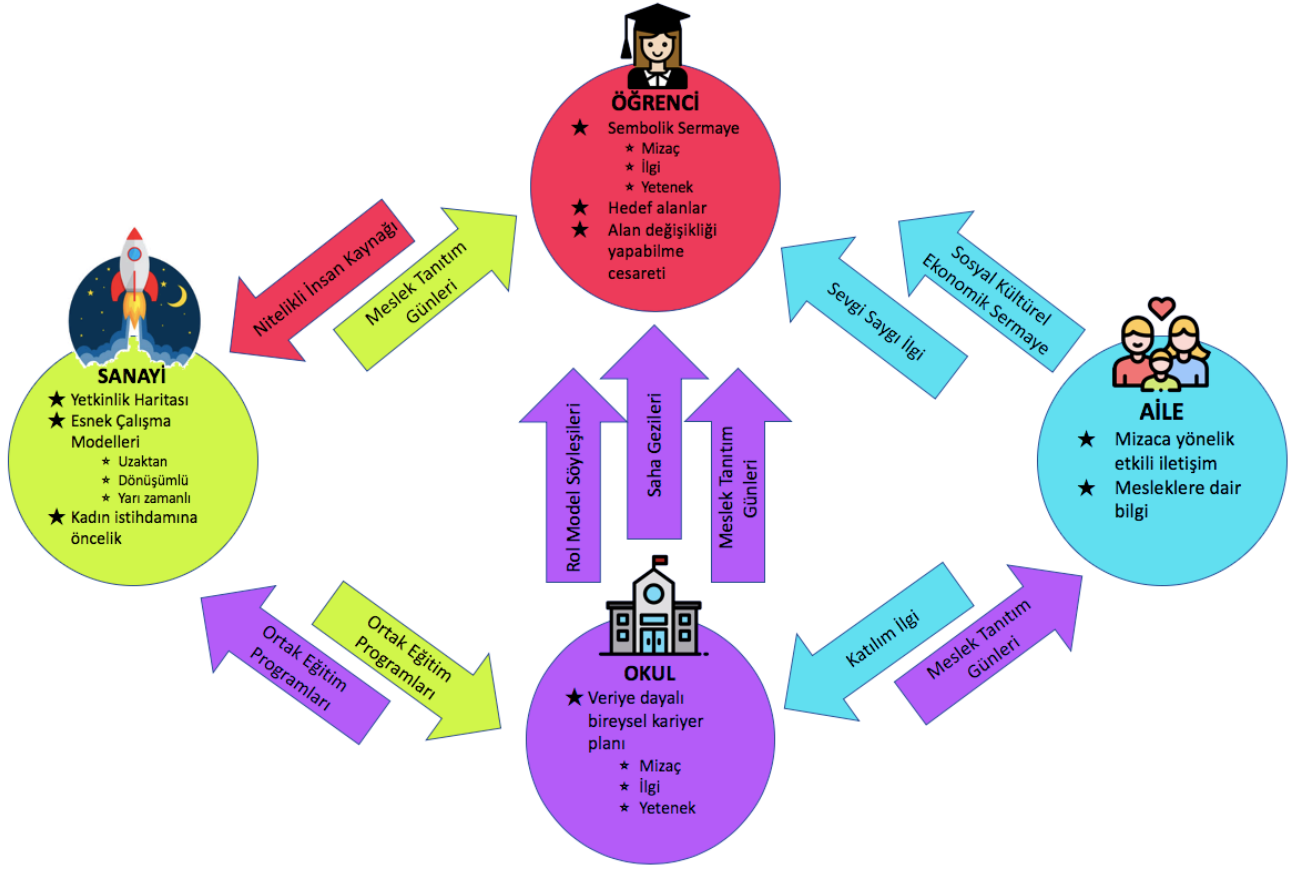 ÖĞRENCİ
★ Sembolik Sermaye
✯ Mizaç
✯ İlgi
✯ Yetenek
★ Hedef alanlar
★ Alan değişikliği
yapabilme
cesareti
Nitelikli İnsan Kaynağı
Meslek Tanıtım
Günleri
Sosyal Kültürel
Ekonomik Sermaye
Sevgi Saygı İlgi
SANAYİ
★ Yetkinlik Haritası
★ Esnek Çalışma
Modelleri
✯ Uzaktan
✯ Dönüşümlü
✯ Yarı zamanlı
★ Kadın istihdamına
öncelik
Rol Model Söyleşileri
Saha Gezileri
Meslek Tanıtım
Günleri
AİLE
★ Mizaca yönelik
etkili iletişim
★ Mesleklere dair
bilgi
Ortak Eğitim
Programları
Ortak Eğitim
Programları
Katılım İlgi
Meslek Tanıtım
Günleri
OKUL
★ Veriye dayalı
bireysel kariyer
planı
✯ Mizaç
✯ İlgi
✯ Yetenek